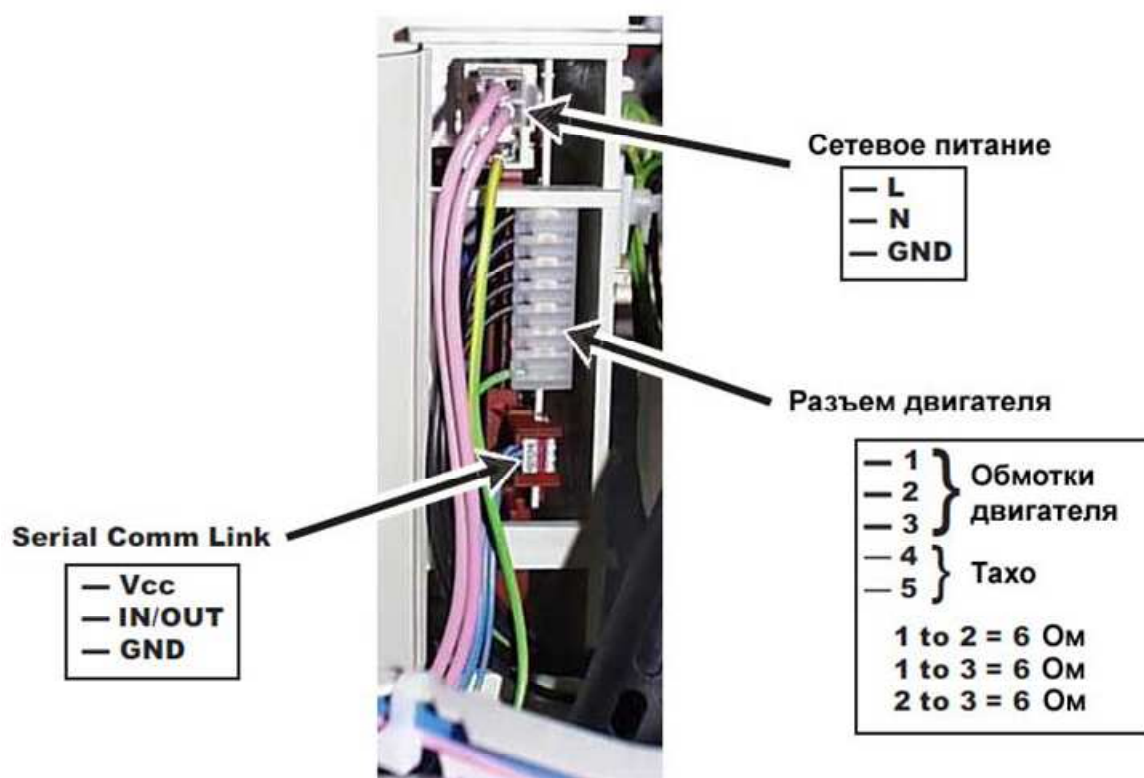 Сетевое питание
— L
— N
— GND
Разъем двигателя
— 1
— 2
— 3
Обмотки
двигателя
— 4
— 5
Тахо
1 to 2 = 6 Ом
1 to 3 = 6 Ом
2 to 3 = 6 Ом
Serial Comm Link
— Vcc
— IN/OUT
— GND